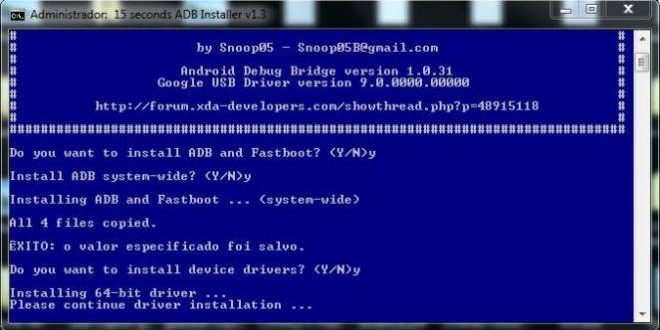 Administrador: 15 seconds ADB Installer v1.3
# #
# by Snoop05 - Snoop05B@gmail.com #
# #
# Android Debug Bridge version 1.0.31 #
# Google USB Driver version 9.0.0000.00000 #
# #
# http://forum.xda-developers.com/showthread.php?p=48915118 #
# #
###############################################################################
Do you want to install ADB and Fastboot? (Y/N)y
Install ADB system-wide? (Y/N)y
Installing ADB and Fastboot ... (system-wide)
All 4 files copied.
ÊXITO: o valor especificado foi salvo.
Do you want to install device drivers? (Y/N)y
Installing 64-bit driver ...
Please continue driver installation ...